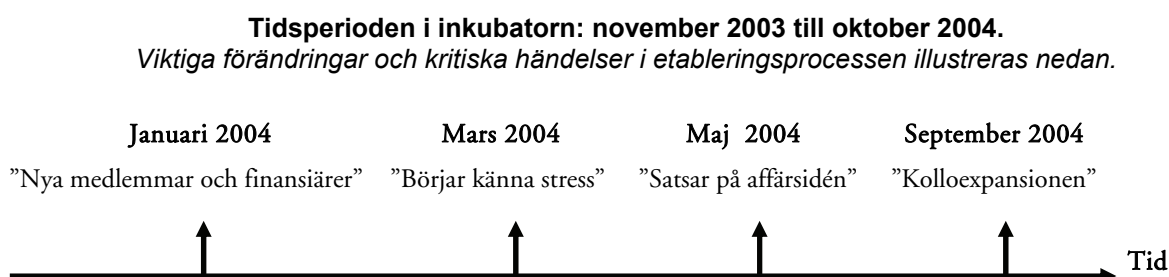 Tidsperioden i inkubatorn: november 2003 till oktober 2004.
Viktiga förändringar och kritiska händelser i etableringsprocessen illustreras nedan.
Januari 2004 Mars 2004 Maj 2004 September 2004
”Nya medlemmar och finansiärer” ”Börjar känna stress” ”Satsar på affärsidén” ”Kolloexpansionen”
Tid